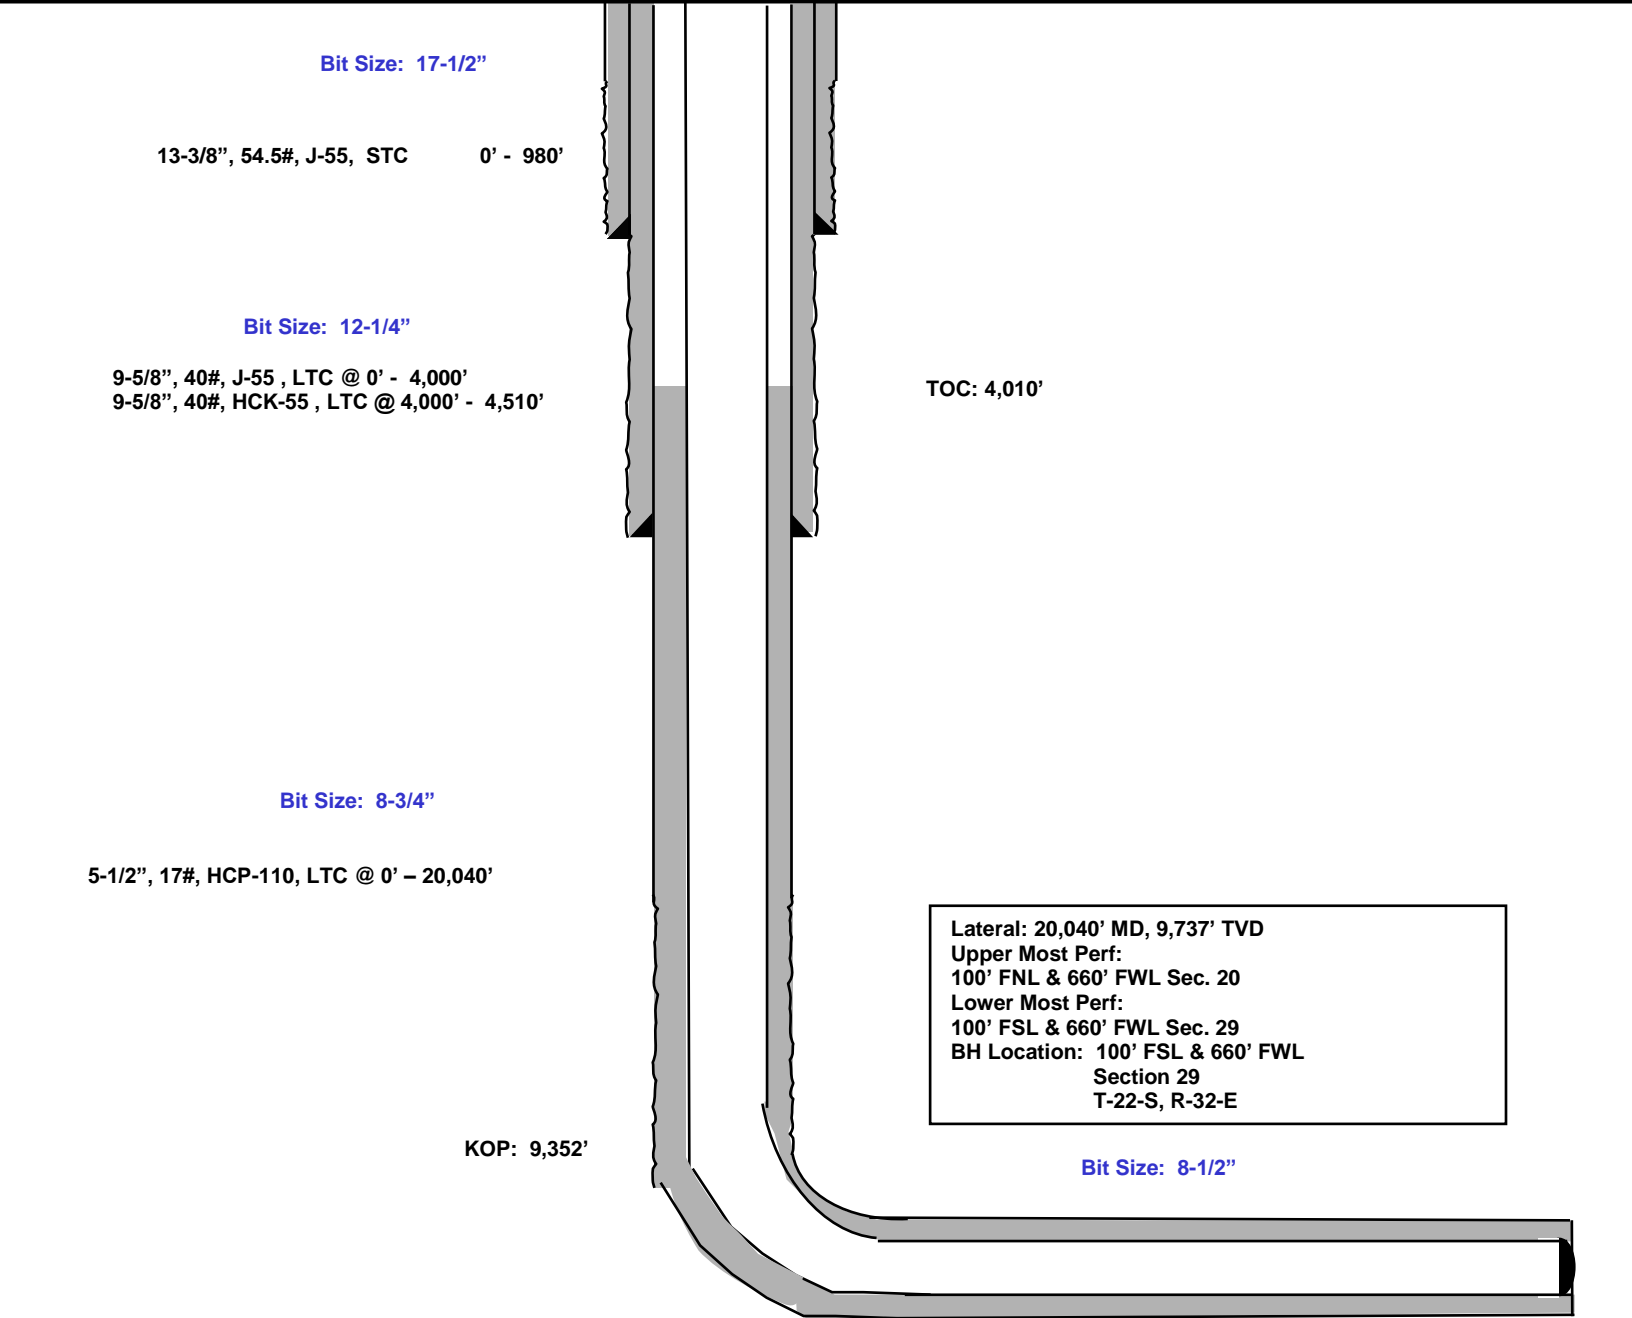 Bit Size: 17-1/2”
13-3/8”, 54.5#, J-55, STC 0’ - 980’
Bit Size: 12-1/4”
9-5/8”, 40#, J-55 , LTC @ 0’ - 4,000’
9-5/8”, 40#, HCK-55 , LTC @ 4,000’ - 4,510’
TOC: 4,010’
Bit Size: 8-3/4”
5-1/2”, 17#, HCP-110, LTC @ 0’ – 20,040’
Lateral: 20,040’ MD, 9,737’ TVD
Upper Most Perf:
100’ FNL & 660’ FWL Sec. 20
Lower Most Perf:
100’ FSL & 660’ FWL Sec. 29
BH Location: 100’ FSL & 660’ FWL
Section 29
T-22-S, R-32-E
KOP: 9,352’
Bit Size: 8-1/2”